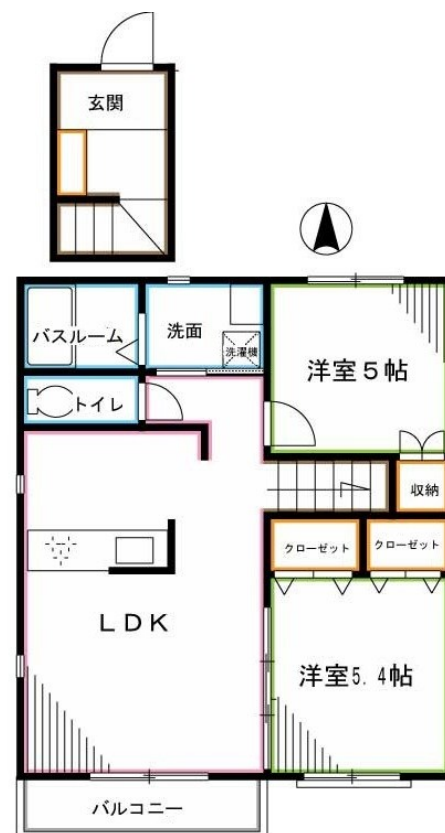 玄関
バスルーム
洗面
洗濯機
トイレ
洋室5帖
収納
クローゼット
クローゼット
LDK
洋室5.4帖
バルコニー